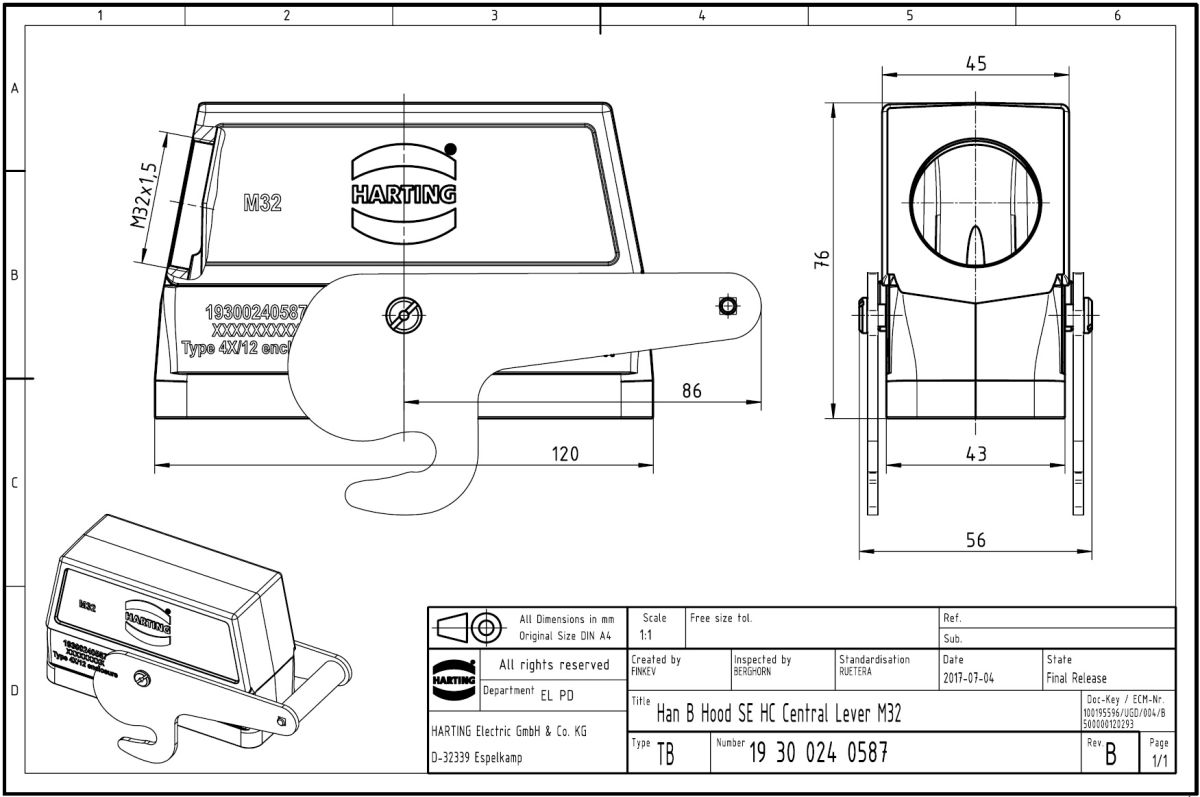 1 2 3 4 5 6
A
B
C
D
45
M32x1,5
M32
HARTING
76
19300240587
XXXXXXXXXX
Type 4X/12 encl
86
120
43
56
M32
HARTING
19300240587
XXXXXXXXXX
Type 4X/12 enclosure
All Dimensions in mm
Original Size DIN A4
Scale
1:1
Free size tol.
Ref.
Sub.
HARTING
All rights reserved
Department EL PD
Created by
FINKEV
Inspected by
BERGHORN
Standardisation
RUETERA
Date
2017-07-04
State
Final Release
HARTING Electric GmbH & Co. KG
D-32339 Espelkamp
Title Han B Hood SE HC Central Lever M32
Doc-Key / ECM-Nr.
100195596/UGD/004/B
500000120293
Type TB
Number 19 30 024 0587
Rev. B
Page
1/1